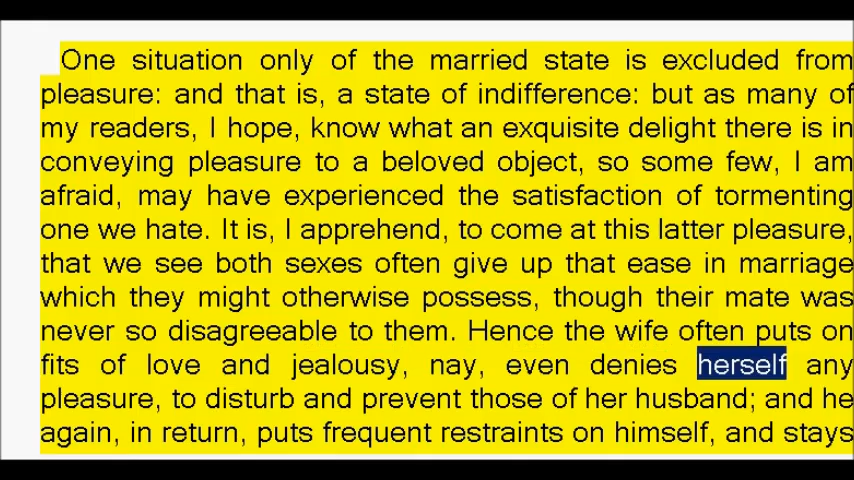 One situation only of the married state is excluded from
pleasure: and that is, a state of indifference: but as many of
my readers, I hope, know what an exquisite delight there is in
conveying pleasure to a beloved object, so some few, I am
afraid, may have experienced the satisfaction of tormenting
one we hate. It is, I apprehend, to come at this latter pleasure,
that we see both sexes often give up that ease in marriage
which they might otherwise possess, though their mate was
never so disagreeable to them. Hence the wife often puts on
fits of love and jealousy, nay, even denies herself any
pleasure, to disturb and prevent those of her husband; and he
again, in return, puts frequent restraints on himself, and stays